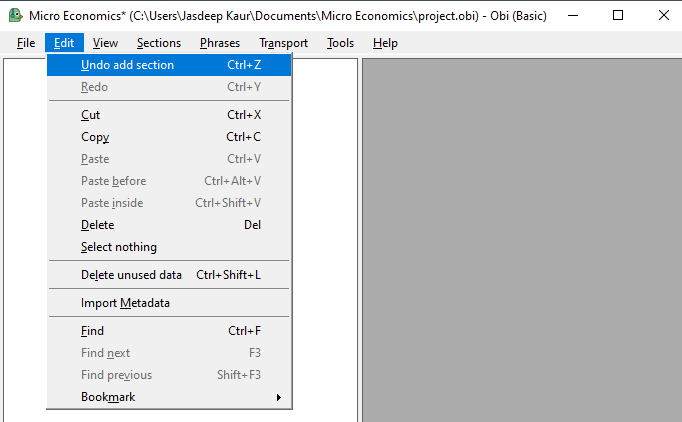 Micro Economics* (C:\Users\Jasdeep Kaur\Documents\Micro Economics\project.obi) - Obi (Basic)
File Edit View Sections Phrases Transport Tools Help
Undo add section Ctrl+Z
Redo Ctrl+Y
Cut Ctrl+X
Copy Ctrl+C
Paste Ctrl+V
Paste before Ctrl+Alt+V
Paste inside Ctrl+Shift+V
Delete Del
Select nothing
Delete unused data Ctrl+Shift+L
Import Metadata
Find Ctrl+F
Find next F3
Find previous Shift+F3
Bookmark